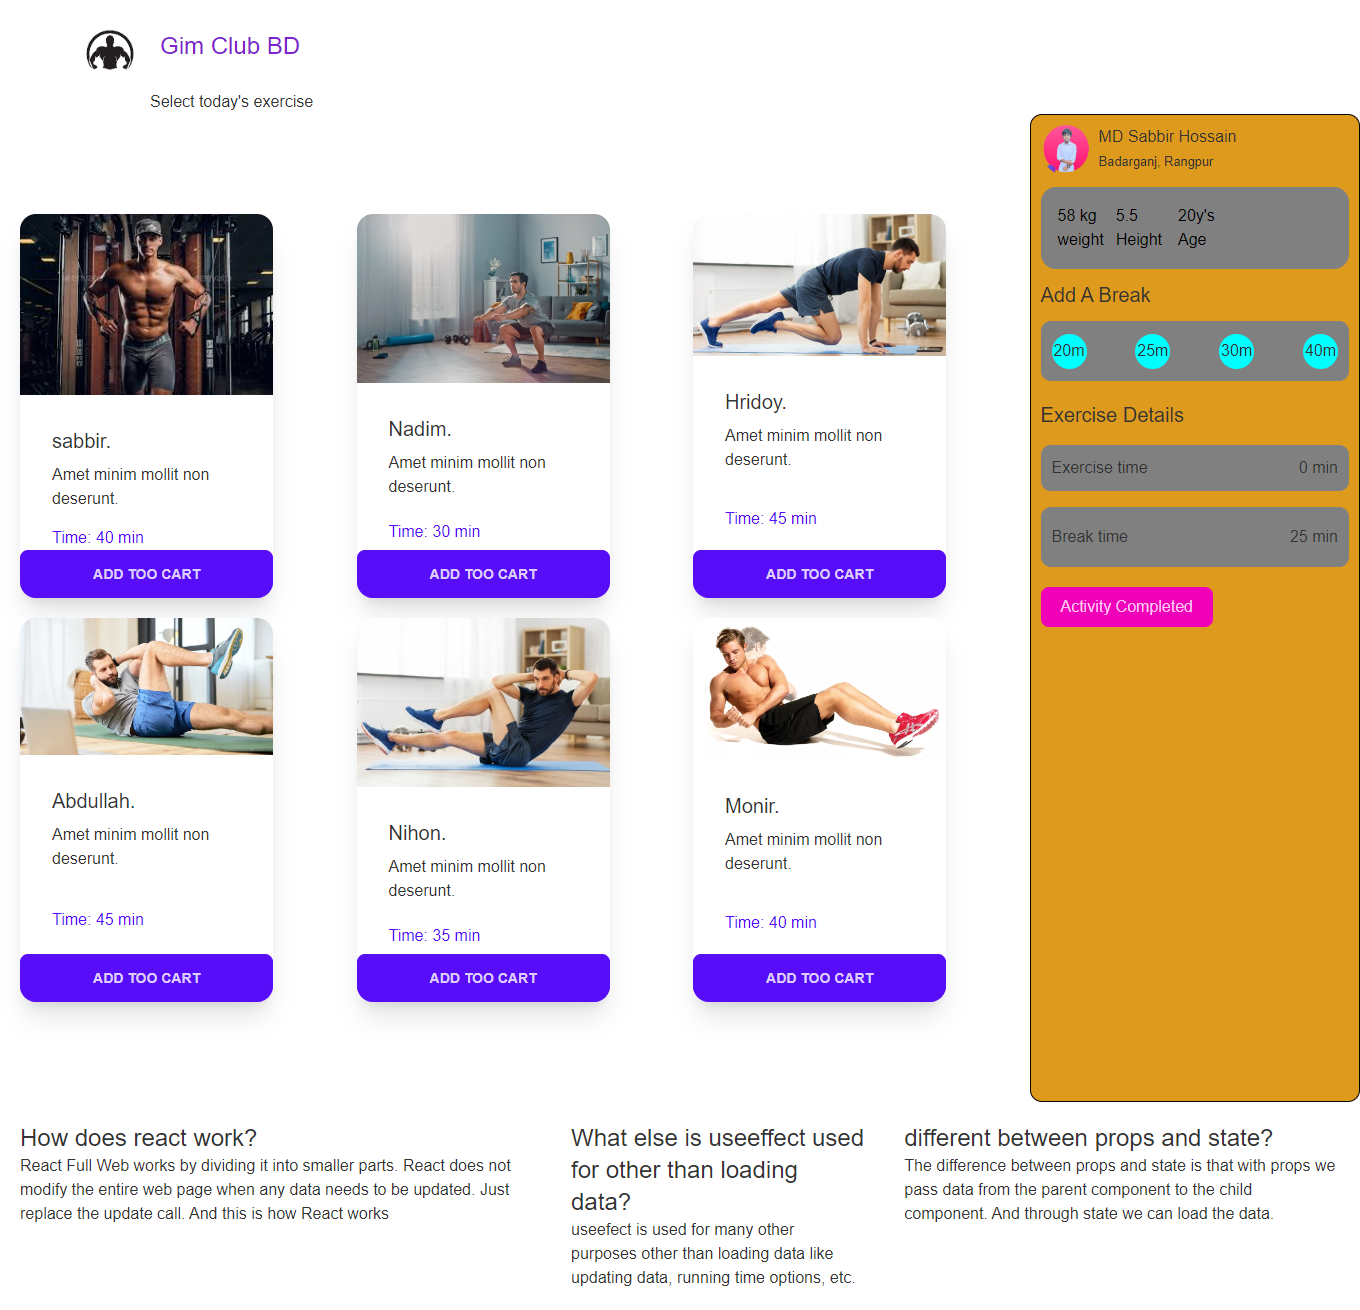 Gim Club BD
Select today's exercise
MD Sabbir Hossain
Badarganj, Rangpur
58 kg
weight
5.5
Height
20y's
Age
Add A Break
20m
25m
30m
40m
Exercise Details
Exercise time
0 min
Break time
25 min
Activity Completed
sabbir.
Amet minim mollit non
deserunt.
Time: 40 min
ADD TOO CART
Nadim.
Amet minim mollit non
deserunt.
Time: 30 min
ADD TOO CART
Hridoy.
Amet minim mollit non
deserunt.
Time: 45 min
ADD TOO CART
Abdullah.
Amet minim mollit non
deserunt.
Time: 45 min
ADD TOO CART
Nihon.
Amet minim mollit non
deserunt.
Time: 35 min
ADD TOO CART
Monir.
Amet minim mollit non
deserunt.
Time: 40 min
ADD TOO CART
How does react work?
React Full Web works by dividing it into smaller parts. React does not
modify the entire web page when any data needs to be updated. Just
replace the update call. And this is how React works
What else is useeffect used
for other than loading
data?
useefect is used for many other
purposes other than loading data like
updating data, running time options, etc.
different between props and state?
The difference between props and state is that with props we
pass data from the parent component to the child
component. And through state we can load the data.